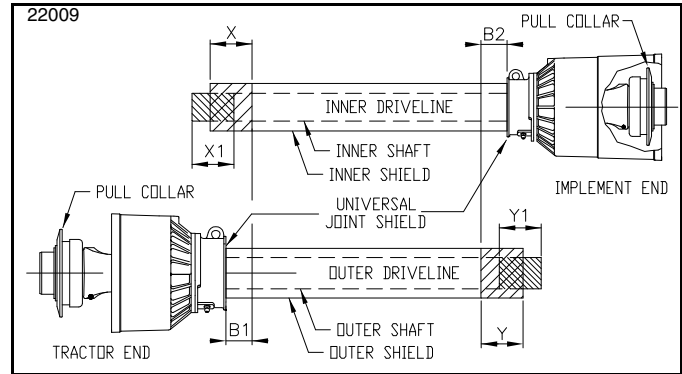 22009
PULL COLLAR
X
B2
INNER DRIVELINE
X1
INNER SHAFT
INNER SHIELD
IMPLEMENT END
PULL COLLAR
UNIVERSAL
JOINT SHIELD
Y1
OUTER DRIVELINE
B1
OUTER SHAFT
Y
TRACTOR END
OUTER SHIELD